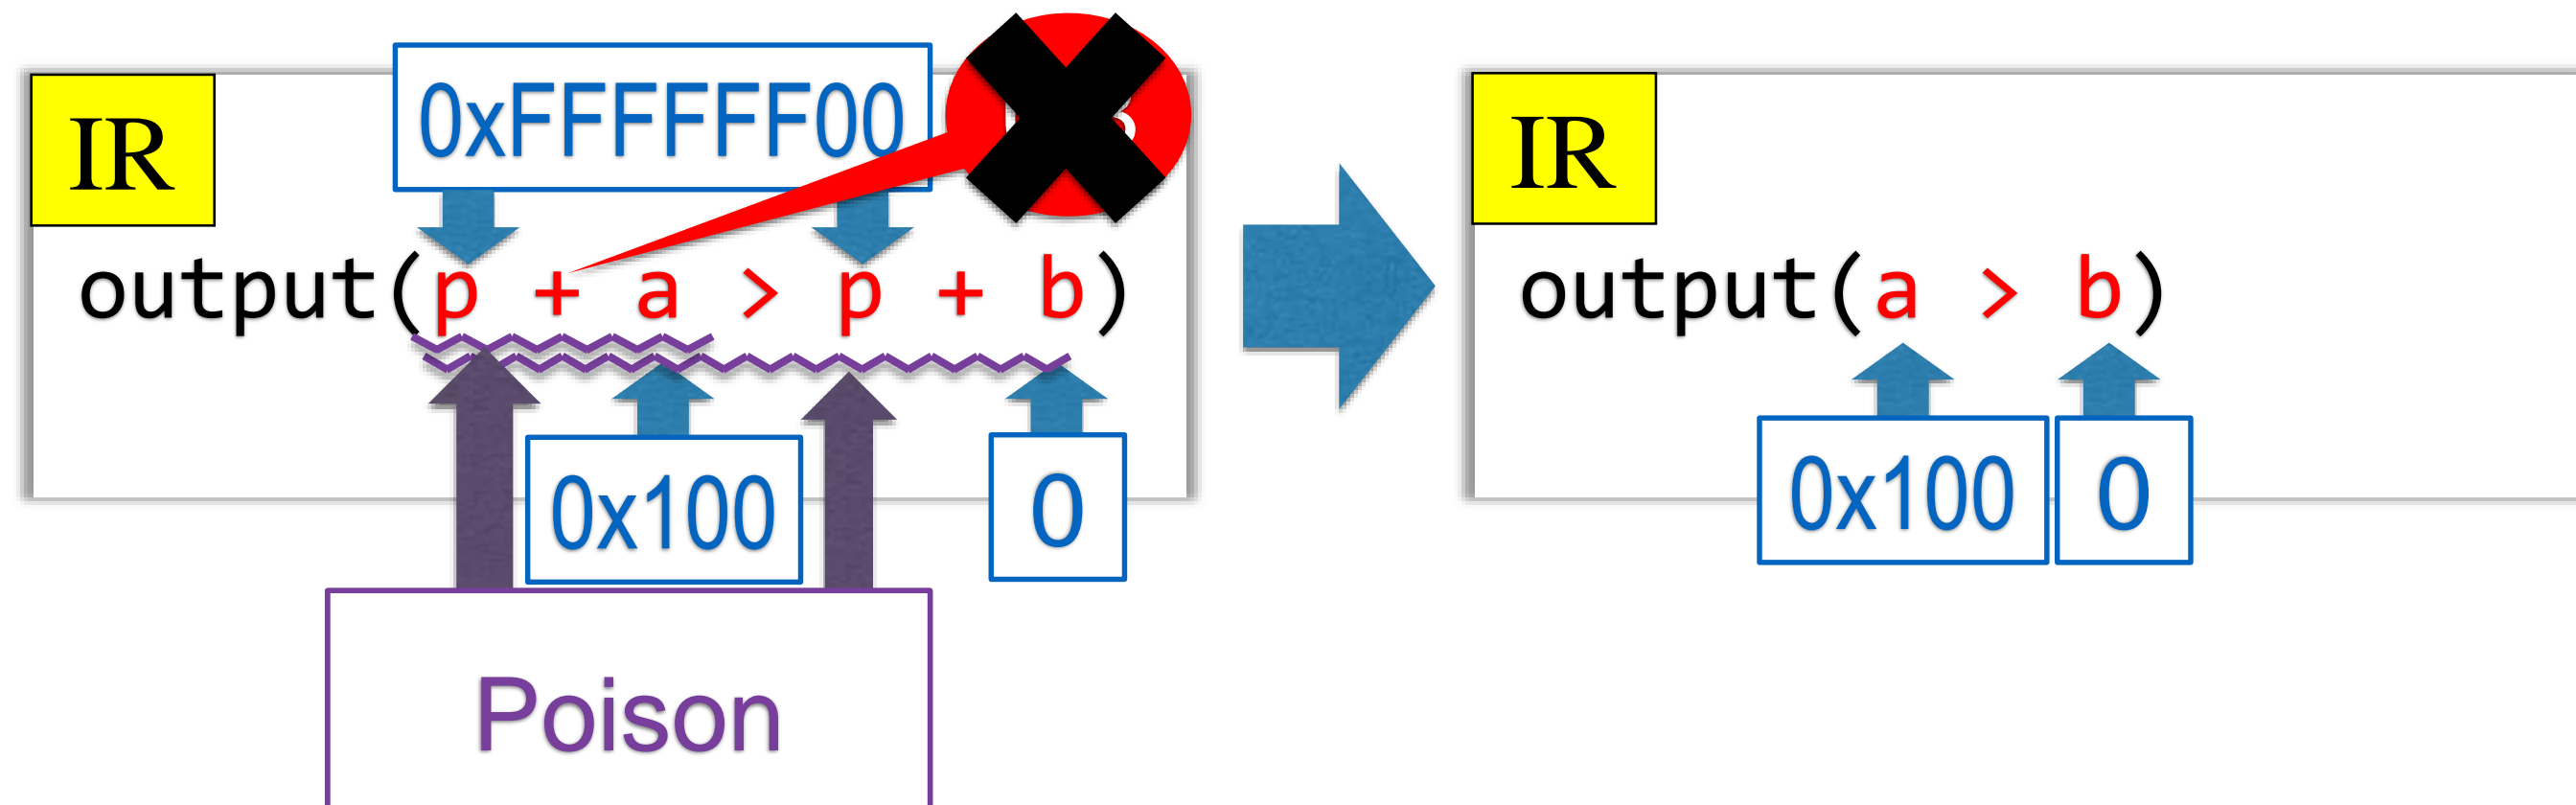 IR
0xFFFFFF00
output(p + a > p + b)
0x100
0
Poison
IR
output(a > b)
0x100
0